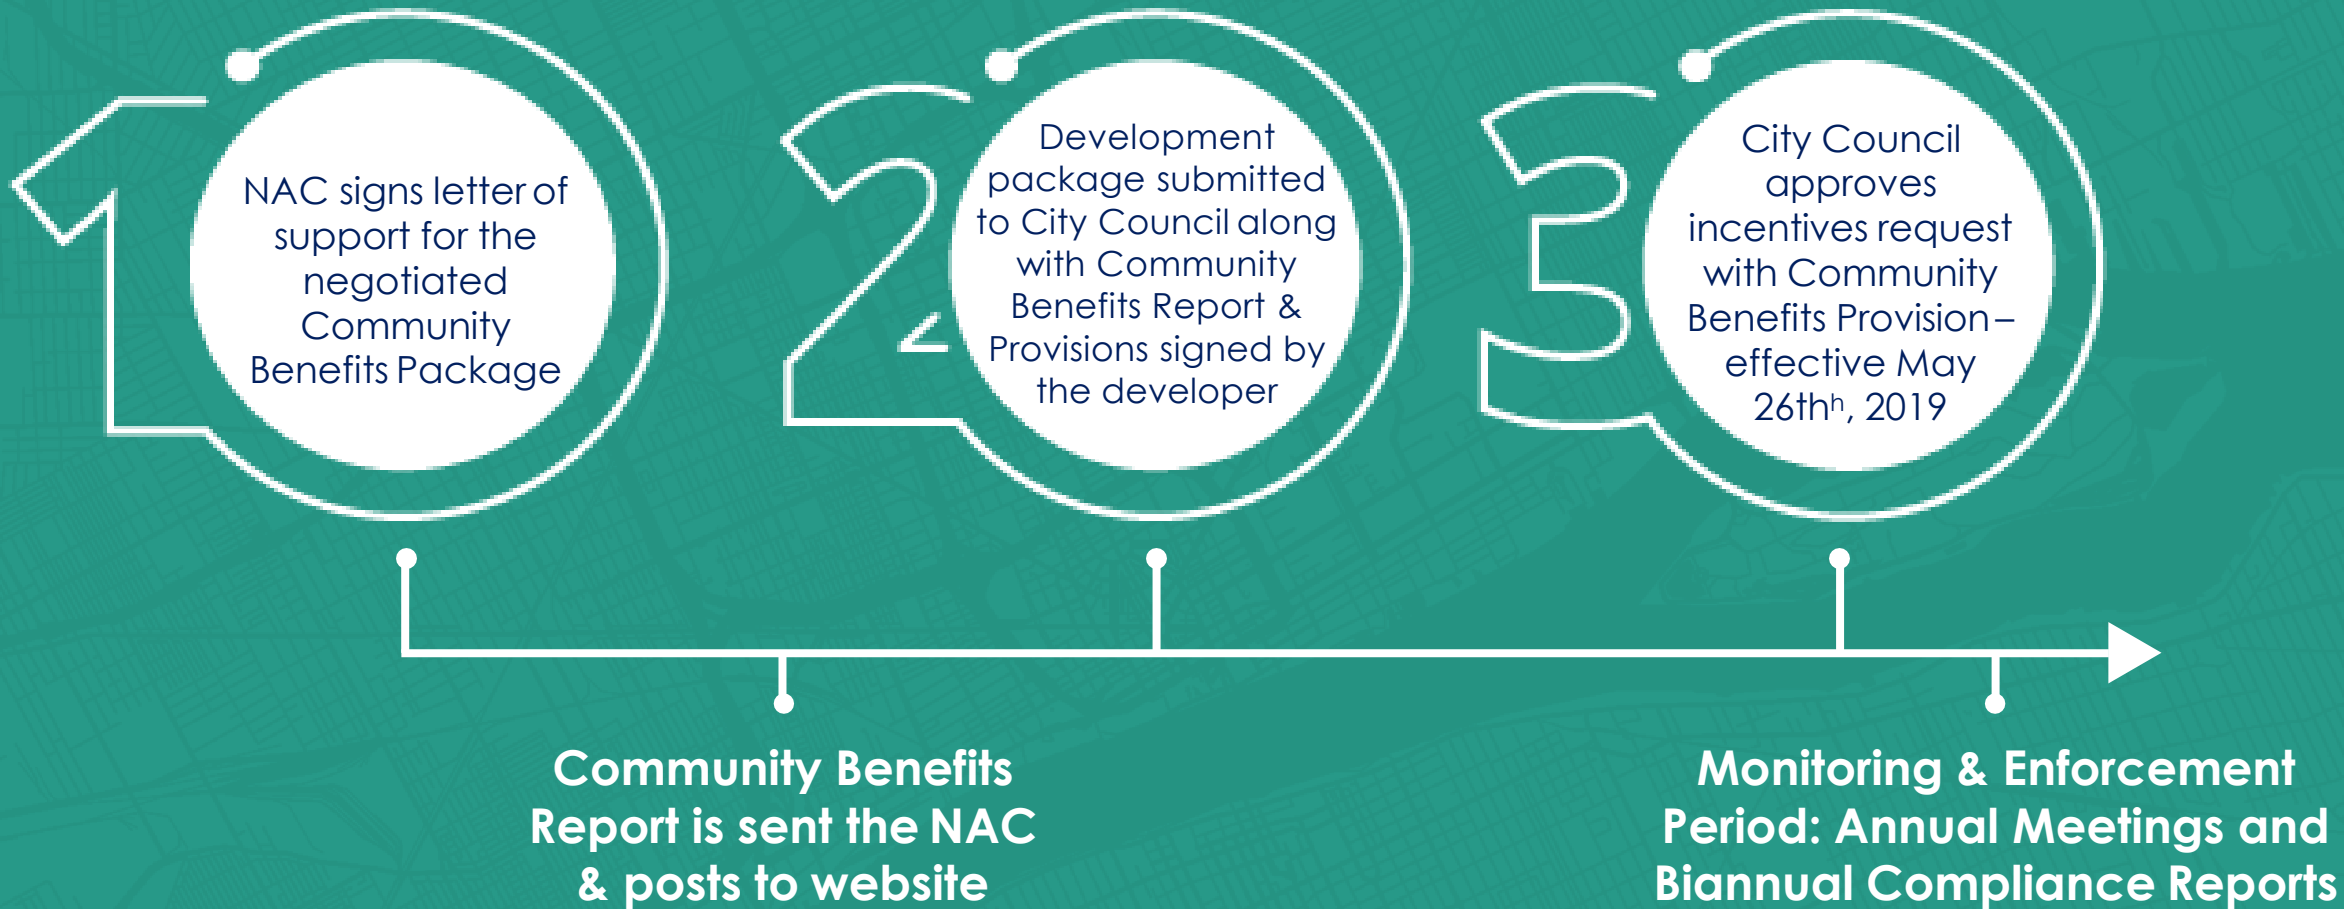 1
NAC signs letter of
support for the
negotiated
Community
Benefits Package
2
Development
package submitted
to City Council along
with Community
Benefits Report &
Provisions signed by
the developer
3
City Council
approves
incentives request
with Community
Benefits Provision –
effective May
26thʰ, 2019
Community Benefits
Report is sent the NAC
& posts to website
Monitoring & Enforcement
Period: Annual Meetings and
Biannual Compliance Reports